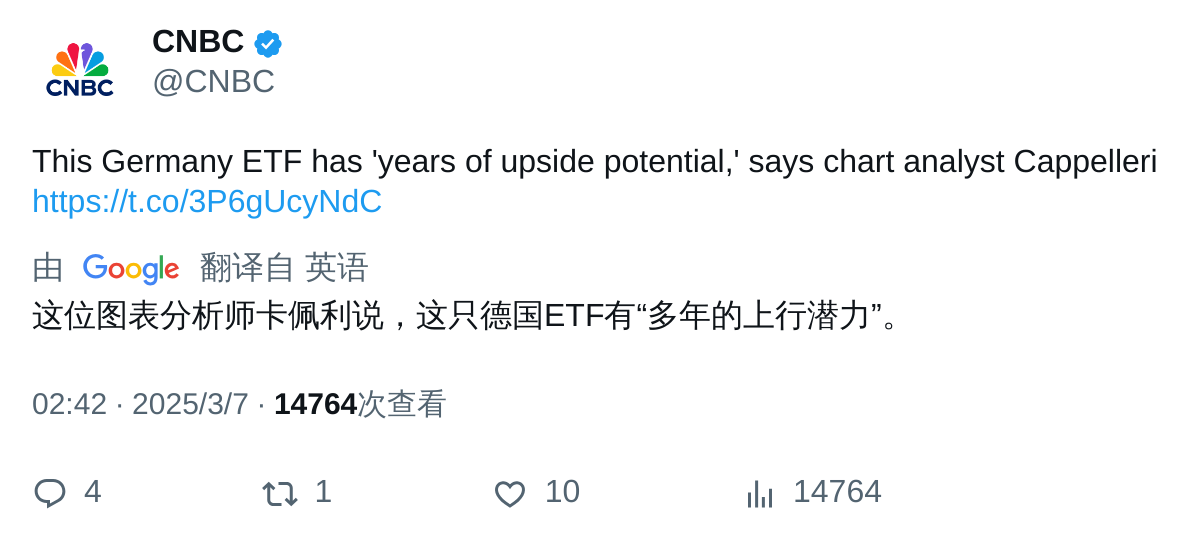 CNBC
CNBC
@CNBC
This Germany ETF has 'years of upside potential,' says chart analyst Cappelleri
https://t.co/3P6gUcyNdC
由 Google 翻译自 英语
这位图表分析师卡佩利说，这只德国ETF有“多年的上行潜力”。
02:42 · 2025/3/7 · 14764次查看
4 1 10 14764